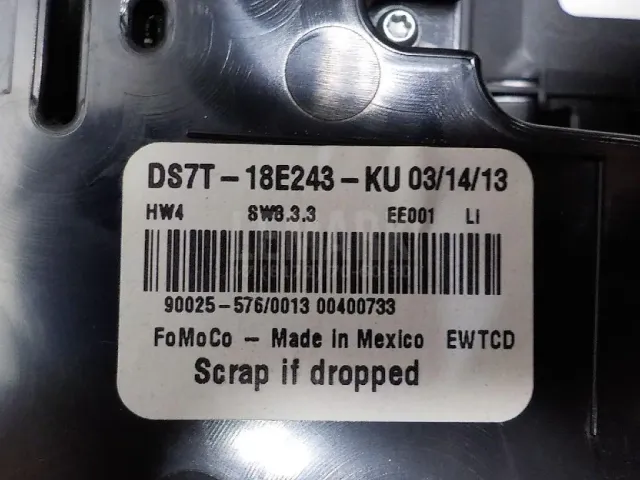 DS7T-18E243-KU 03/14/13
HW4 SW8.3.3 EE001 LI
90025-576/0013 00400733
FoMoCo - Made in Mexico EWTCD
Scrap if dropped